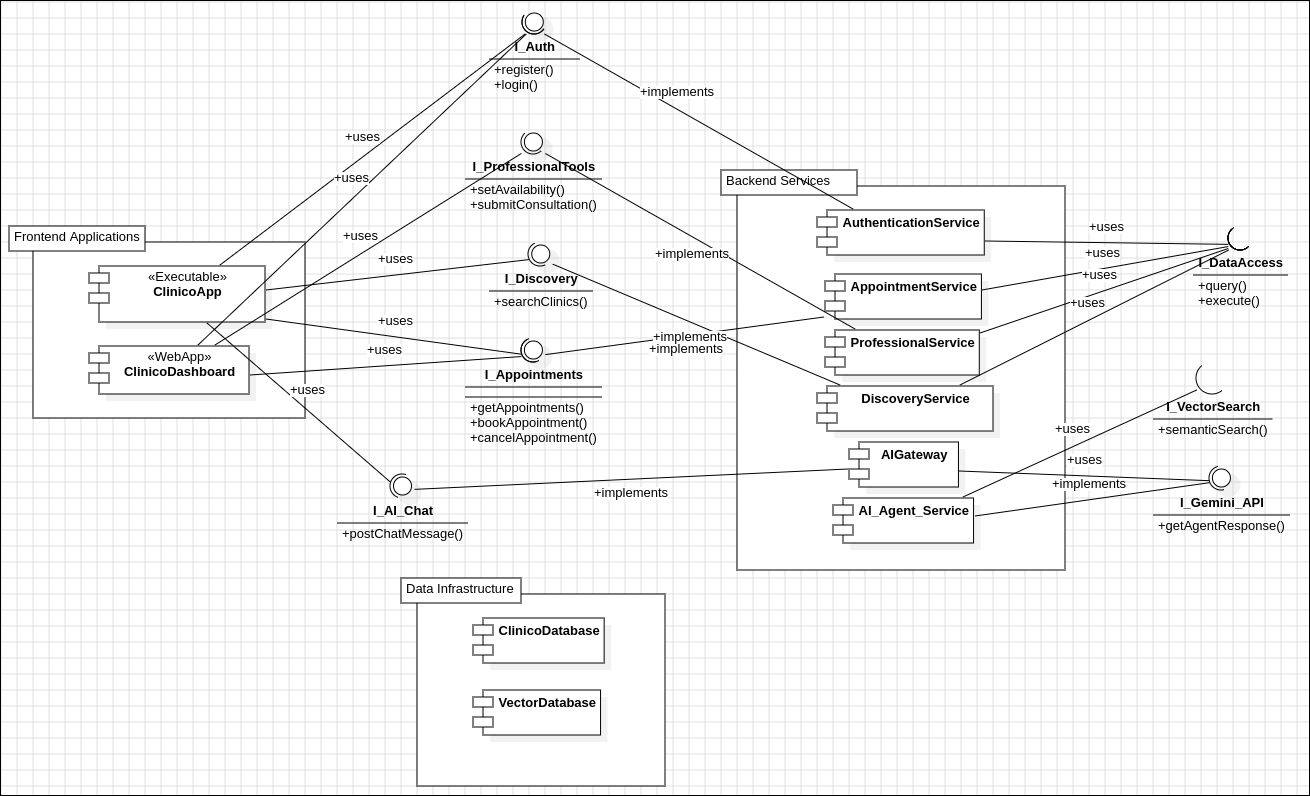 I_Auth
+register()
+login()
+implements
+uses
+uses
I_ProfessionalTools
+setAvailability()
+submitConsultation()
Backend Services
AuthenticationService
+uses
Frontend Applications
+uses
+uses
+implements
+uses
+uses
+uses
I_DataAccess
+query()
+execute()
«Executable»
ClinicoApp
I_Discovery
+searchClinics()
AppointmentService
+uses
+implements
+implements
ProfessionalService
«WebApp»
ClinicoDashboard
+uses
I_Appointments
+getAppointments()
+bookAppointment()
+cancelAppointment()
+uses
DiscoveryService
I_VectorSearch
+semanticSearch()
+uses
AIGateway
+uses
+implements
I_AI_Chat
+postChatMessage()
+implements
AI_Agent_Service
I_Gemini_API
+getAgentResponse()
Data Infrastructure
ClinicoDatabase
VectorDatabase